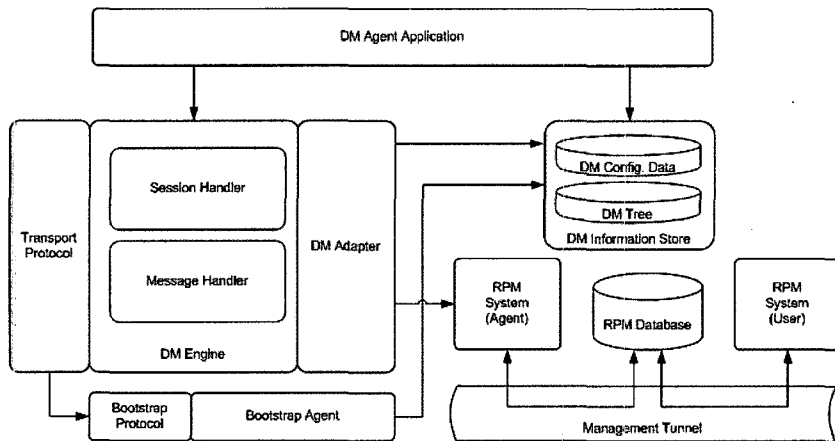 DM Agent Application
Transport
Protocol
Session Handler
Message Handler
DM Engine
DM Adapter
DM Config. Data
DM Tree
DM Information Store
RPM
System
(Agent)
RPM Database
RPM
System
(User)
Bootstrap
Protocol
Bootstrap Agent
Management Tunnel